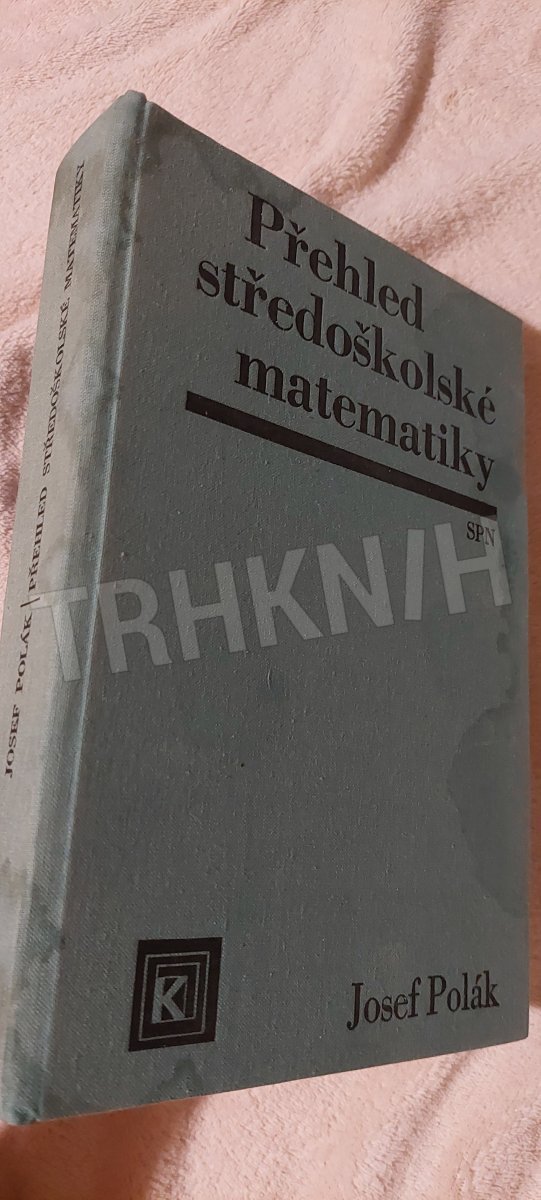 Přehled
středoškolské
matematiky
SPN
TRHKNIH
K
Josef Polák
JOSEF POLÁK / PŘEHLED STŘEDOŠKOLSKÉ MATEMATIKY